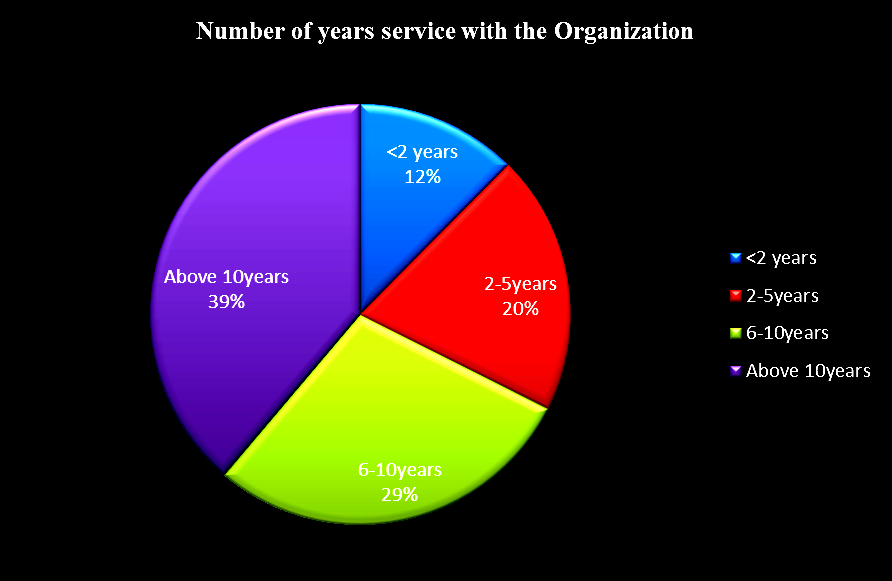 Number of years service with the Organization
<2 years
12%
2-5years
20%
6-10years
29%
Above 10years
39%
<2 years
2-5years
6-10years
Above 10years